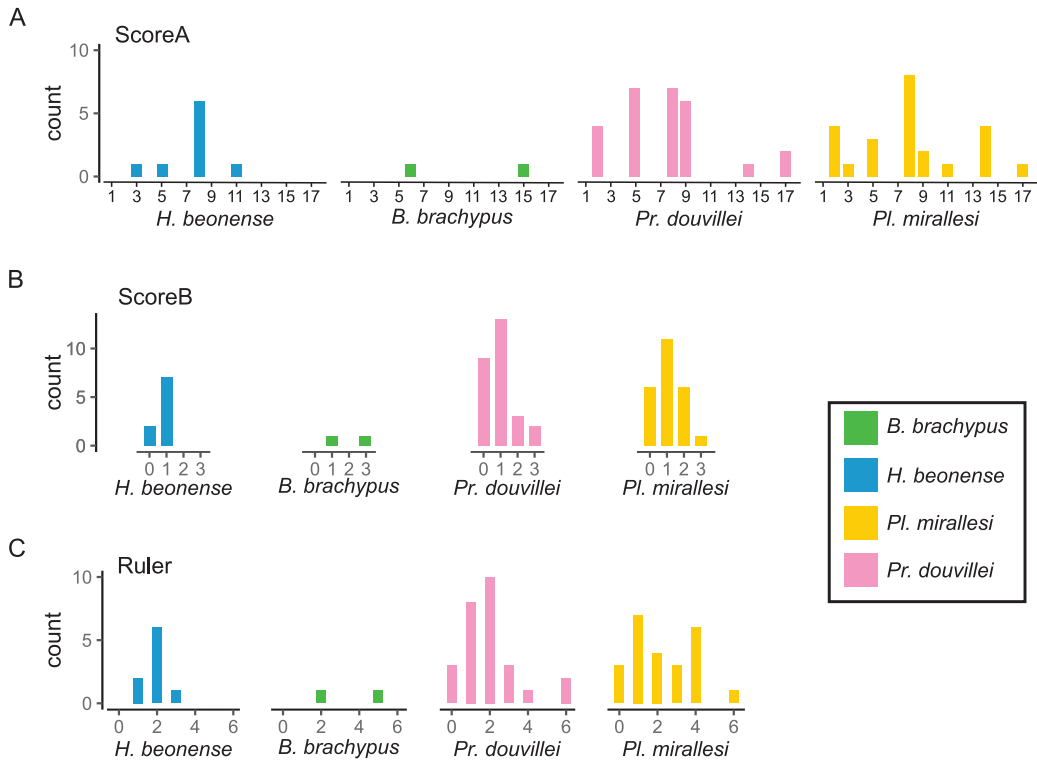 A
ScoreA
10
5
0
count
1 3 5 7 9 11 13 15 17
1 3 5 7 9 11 13 15 17
1 3 5 7 9 11 13 15 17
1 3 5 7 9 11 13 15 17
H. beonense
B. brachypus
Pr. douvillei
Pl. mirallesi
B
ScoreB
10
5
0
count
0 1 2 3
0 1 2 3
0 1 2 3
0 1 2 3
H. beonense
B. brachypus
Pr. douvillei
Pl. mirallesi
B. brachypus
H. beonense
Pl. mirallesi
Pr. douvillei
C
Ruler
10
5
0
count
0 2 4 6
0 2 4 6
0 2 4 6
0 2 4 6
H. beonense
B. brachypus
Pr. douvillei
Pl. mirallesi